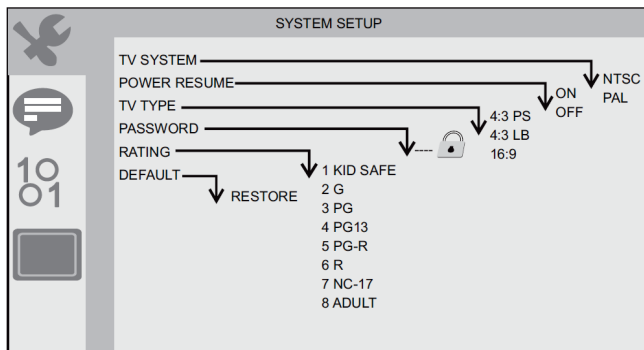 SYSTEM SETUP
TV SYSTEM
NTSC
PAL
POWER RESUME
ON
OFF
TV TYPE
4:3 PS
4:3 LB
16:9
PASSWORD
----
RATING
1 KID SAFE
2 G
3 PG
4 PG13
5 PG-R
6 R
7 NC-17
8 ADULT
DEFAULT
RESTORE
10
01